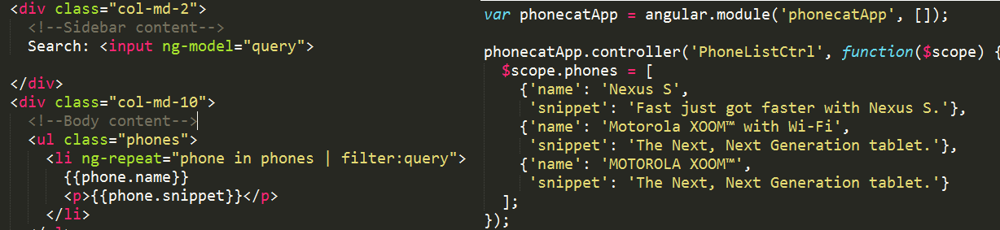 <div class="col-md-2">
  <!--Sidebar content-->
  Search: <input ng-model="query">

</div>
<div class="col-md-10">
  <!--Body content-->
  <ul class="phones">
    <li ng-repeat="phone in phones | filter:query">
      {{phone.name}}
      <p>{{phone.snippet}}</p>
    </li>
var phonecatApp = angular.module('phonecatApp', []);

phonecatApp.controller('PhoneListCtrl', function($scope) {
  $scope.phones = [
    {'name': 'Nexus S',
     'snippet': 'Fast just got faster with Nexus S.'},
    {'name': 'Motorola XOOM™ with Wi-Fi',
     'snippet': 'The Next, Next Generation tablet.'},
    {'name': 'MOTOROLA XOOM™',
     'snippet': 'The Next, Next Generation tablet.'}
  ];
});